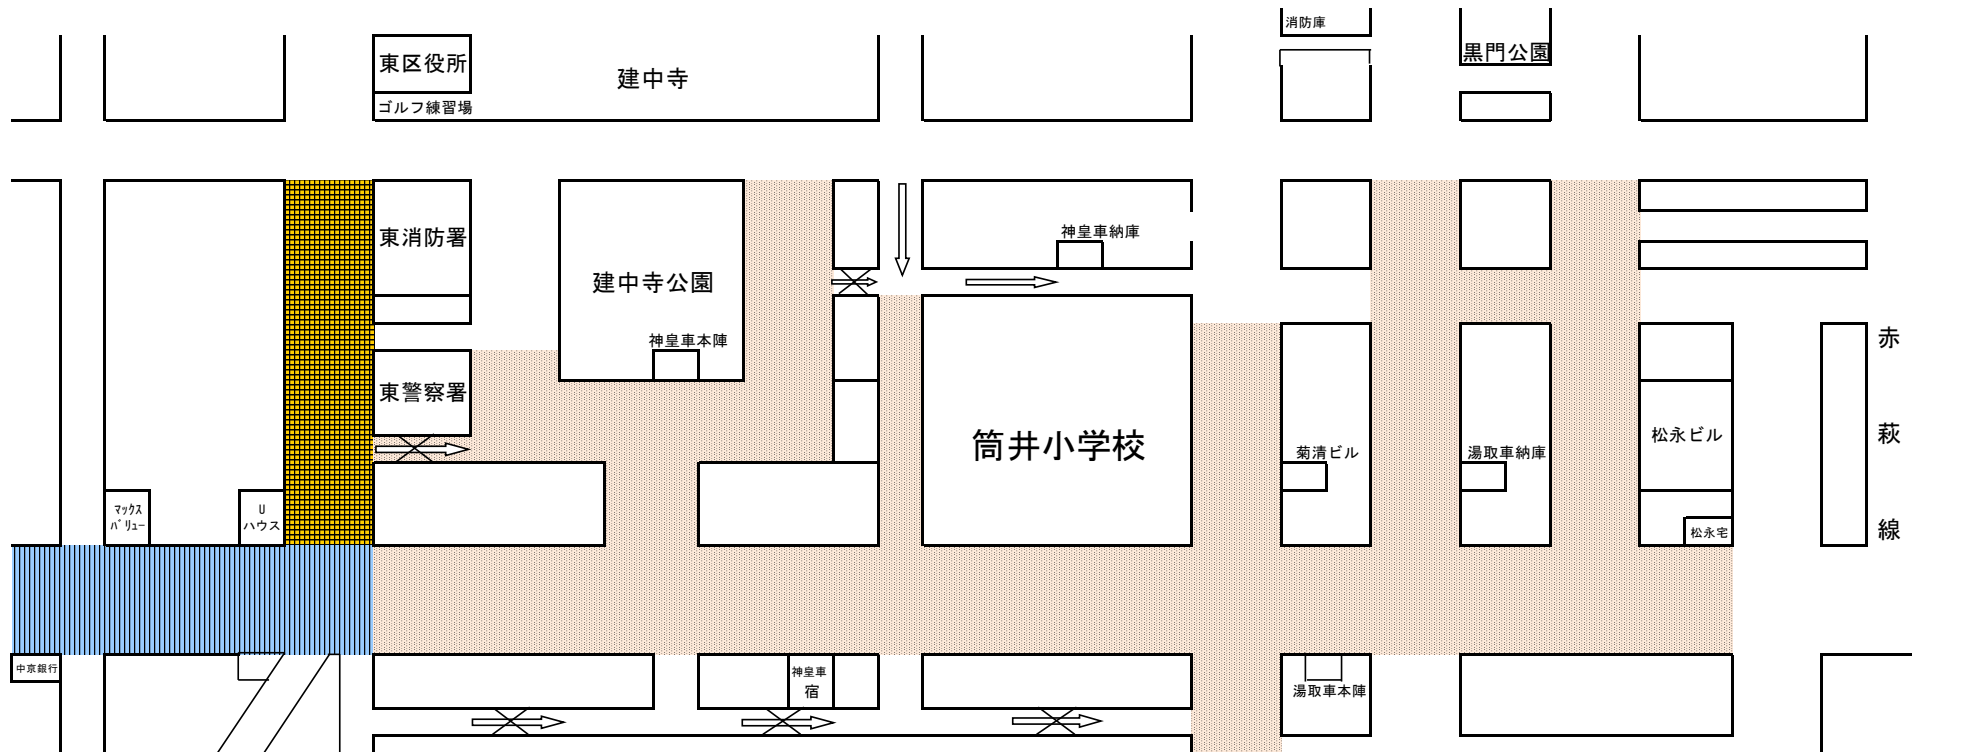 消防庫
黒門公園
東区役所
建中寺
ゴルフ練習場
東消防署
神皇車納庫
建中寺公園
神皇車本陣
赤
萩
線
東警察署
筒井小学校
松永ビル
菊清ビル
湯取車納庫
ﾏｯｸｽ
ﾊﾞﾘｭｰ
U
ハウス
松永宅
中京銀行
神皇車
宿
湯取車本陣